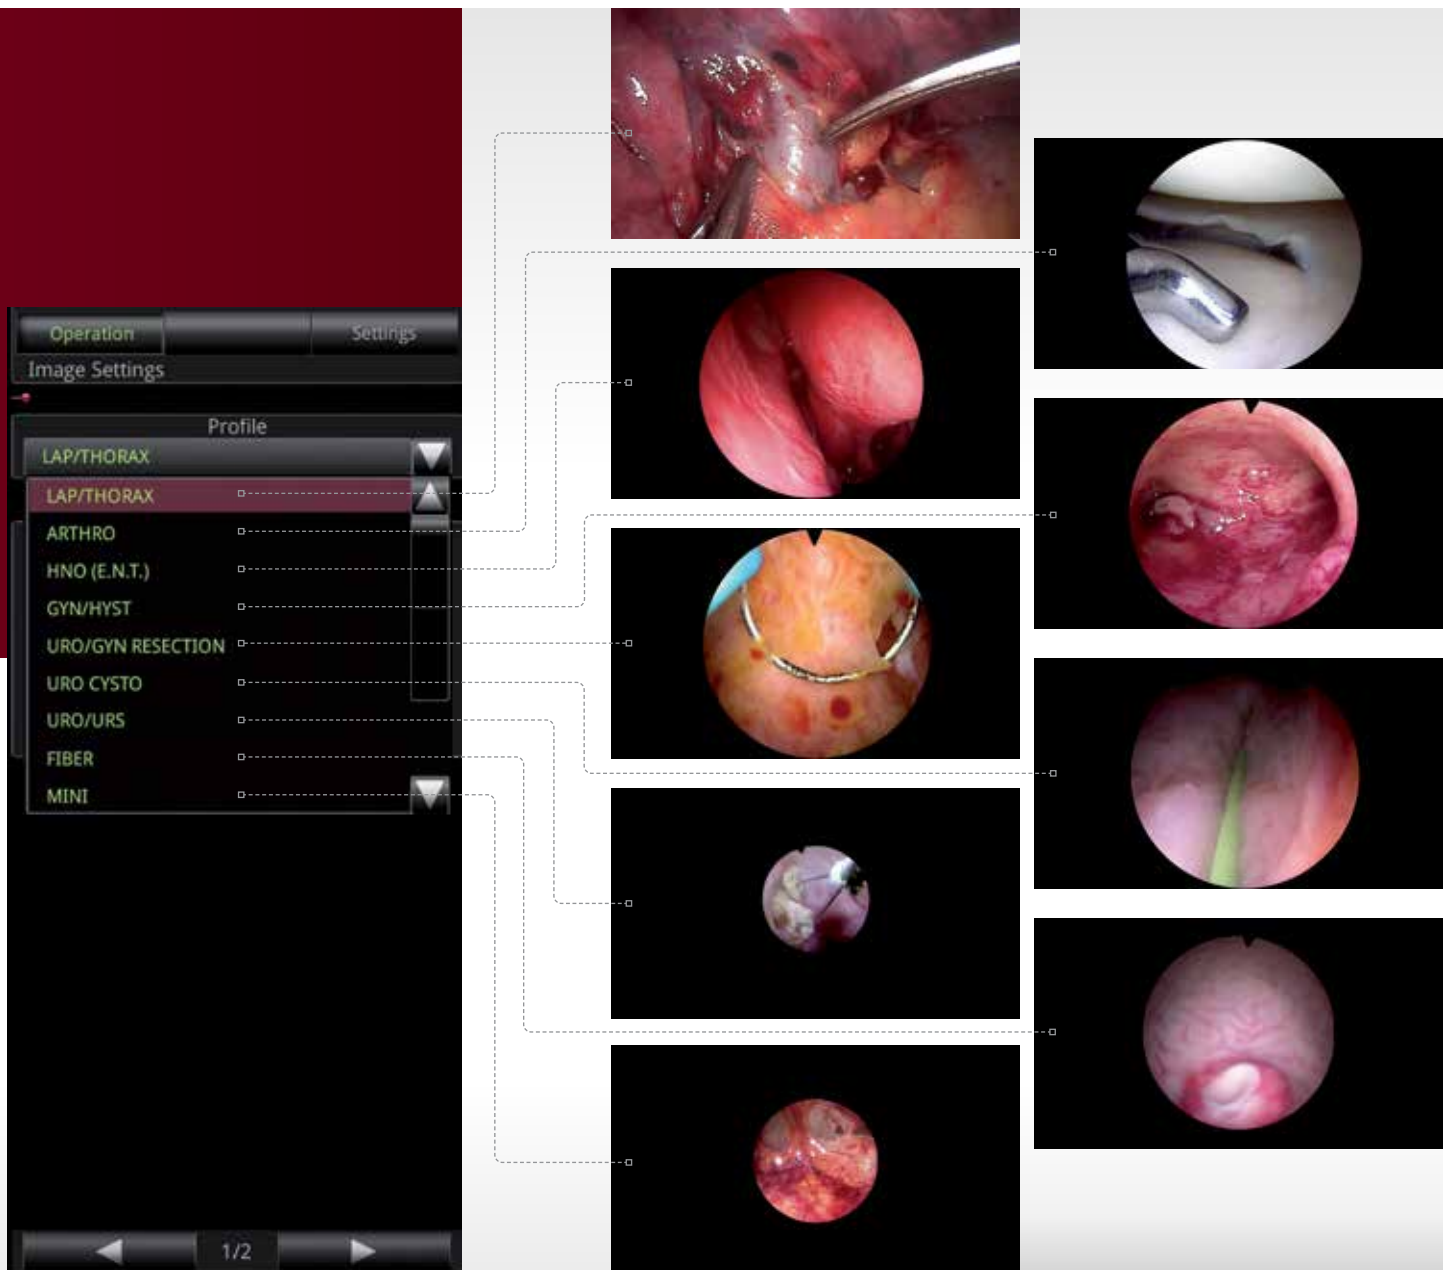 Operation
Settings
Image Settings
Profile
LAP/THORAX
LAP/THORAX
ARTHRO
HNO (E.N.T.)
GYN/HYST
URO/GYN RESECTION
URO CYSTO
URO/URS
FIBER
MINI
1/2